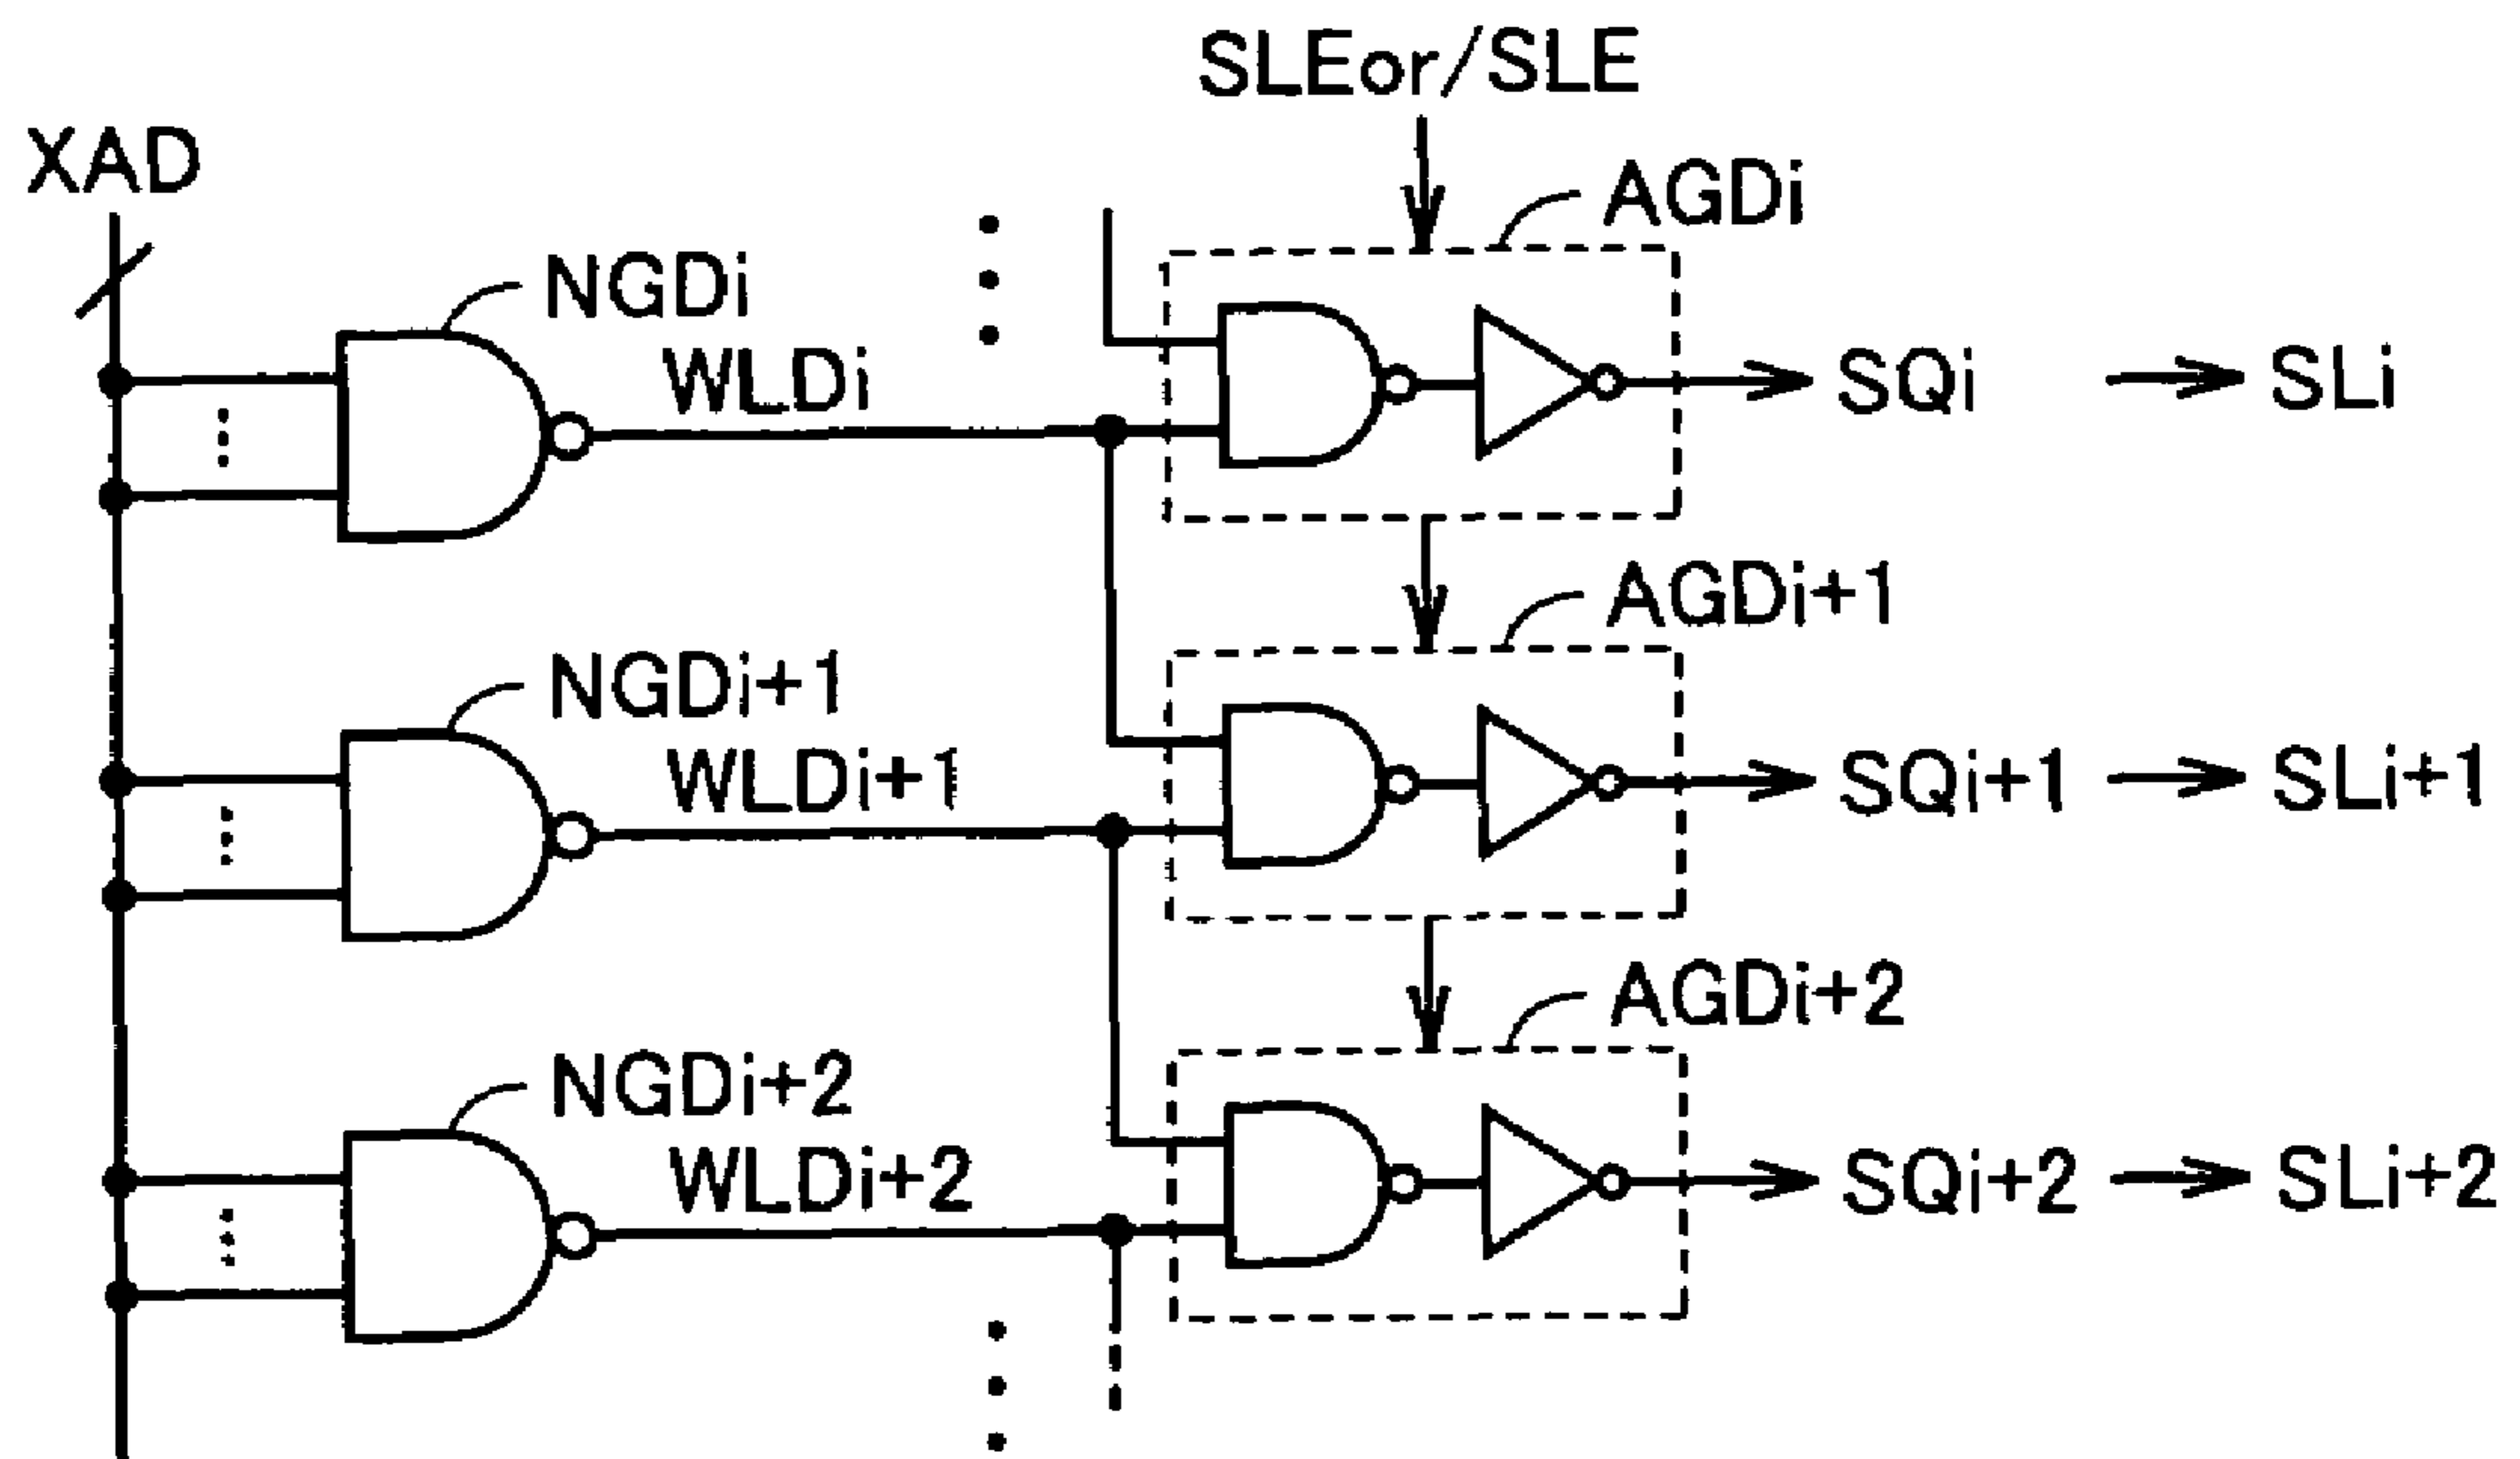 SLEor/SLE
XAD
AGDi
NGDi
WLDi
SQi
SLi
AGDi+1
NGDi+1
WLDi+1
SQi+1
SLi+1
AGDi+2
NGDi+2
WLDi+2
SQi+2
SLi+2